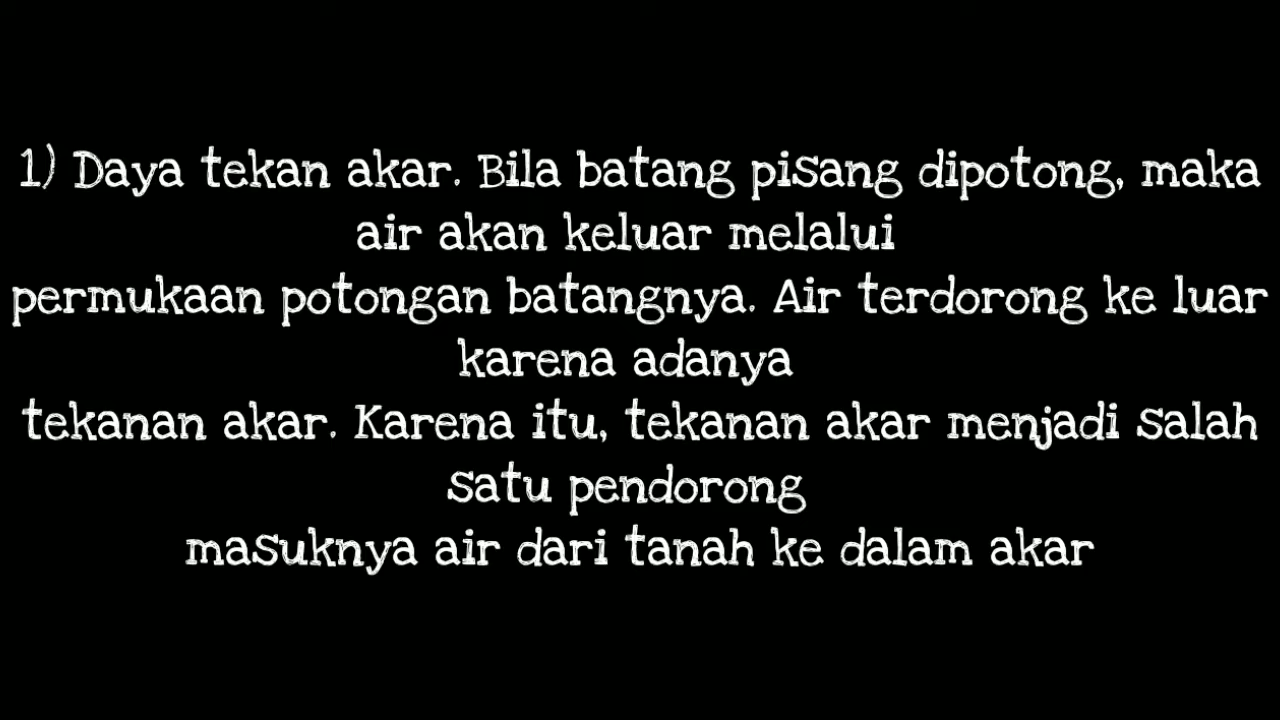 1) Daya tekan akar. Bila batang pisang dipotong, maka
air akan keluar melalui
permukaan potongan batangnya. Air terdorong ke luar
karena adanya
tekanan akar. Karena itu, tekanan akar menjadi salah
satu pendorong
masuknya air dari tanah ke dalam akar